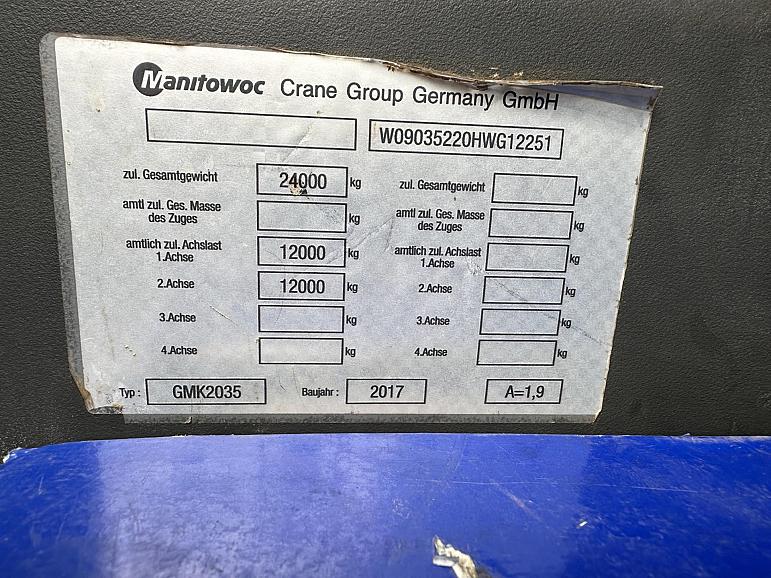 Manitowoc Crane Group Germany GmbH
W09035220HWG12251
zul. Gesamtgewicht 24000 kg zul. Gesamtgewicht kg
amtl zul. Ges. Masse des Zuges kg amtl zul. Ges. Masse des Zuges kg
amtlich zul. Achslast 1.Achse 12000 kg amtlich zul. Achslast 1.Achse kg
2.Achse 12000 kg 2.Achse kg
3.Achse kg 3.Achse kg
4.Achse kg 4.Achse kg
Typ: GMK2035 Baujahr: 2017 A=1,9